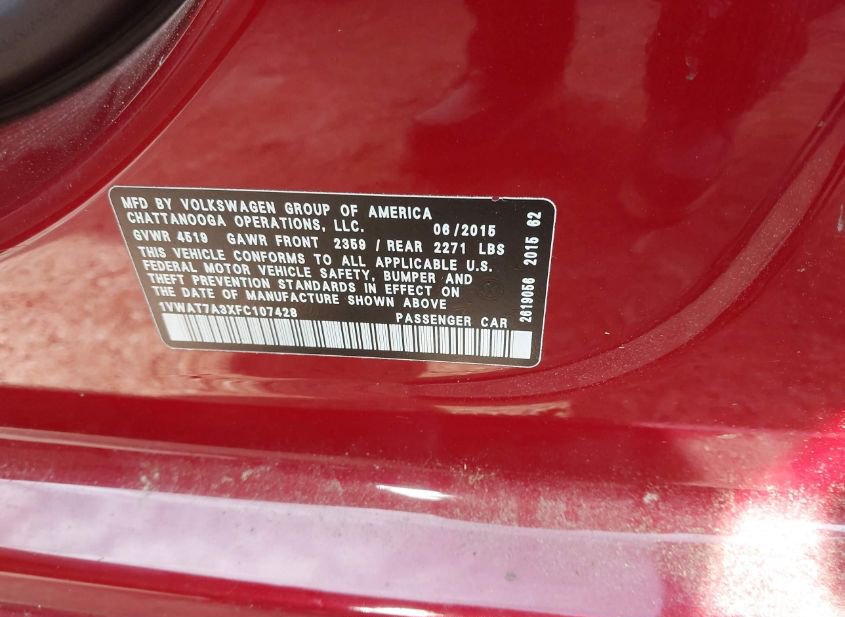 MFD BY VOLKSWAGEN GROUP OF AMERICA
CHATTANOOGA OPERATIONS, LLC. 06/2015
GVWR 4519 GAWR FRONT 2359 / REAR 2271 LBS
THIS VEHICLE CONFORMS TO ALL APPLICABLE U.S.
FEDERAL MOTOR VEHICLE SAFETY, BUMPER AND
THEFT PREVENTION STANDARDS IN EFFECT ON
THE DATE OF MANUFACTURE SHOWN ABOVE
1VWAT7A3XFC107428 PASSENGER CAR
2619056 2015 62